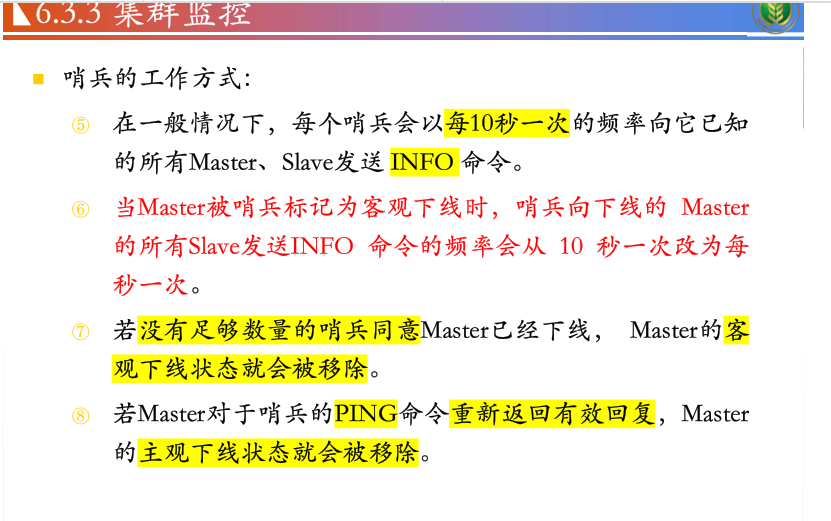 6.3.3 集群监控
哨兵的工作方式：
⑤ 在一般情况下，每个哨兵会以每10秒一次的频率向它已知
的所有Master、Slave发送 INFO 命令。
⑥ 当Master被哨兵标记为客观下线时，哨兵向下线的 Master
的所有Slave发送INFO 命令的频率会从 10 秒一次改为每
秒一次。
⑦ 若没有足够数量的哨兵同意Master已经下线， Master的客
观下线状态就会被移除。
⑧ 若Master对于哨兵的PING命令重新返回有效回复，Master
的主观下线状态就会被移除。